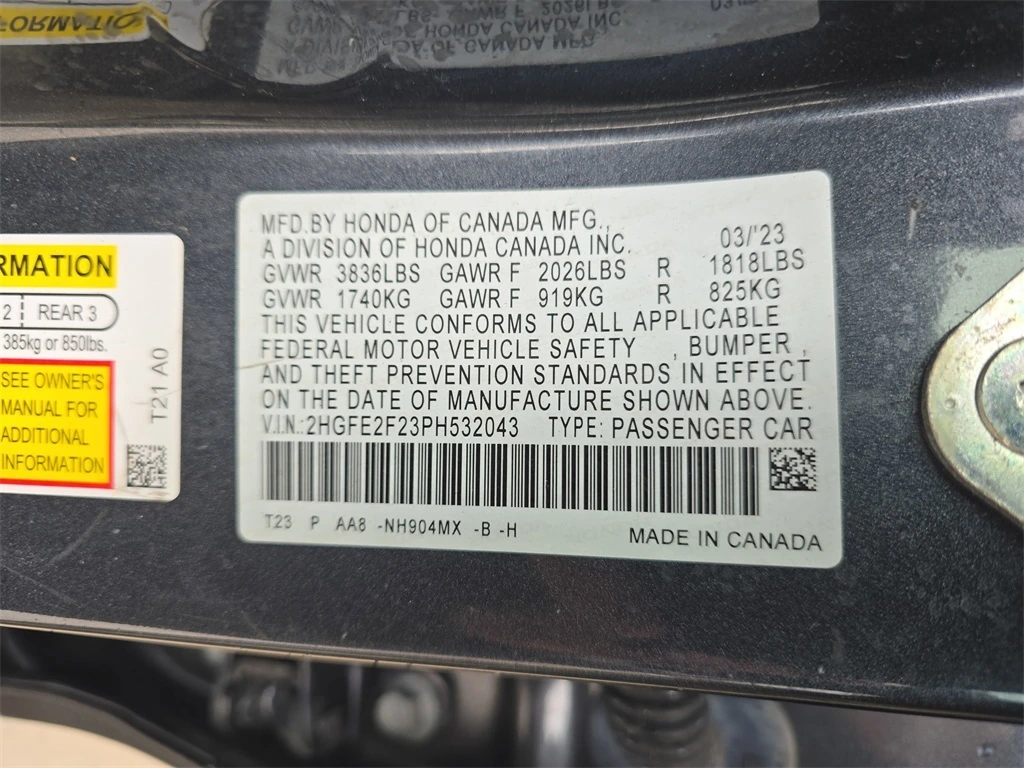 RMATION
2 REAR 3
385kg or 850lbs.
SEE OWNER'S
MANUAL FOR
ADDITIONAL
INFORMATION
T21 A0
MFD.BY HONDA OF CANADA MFG.,
A DIVISION OF HONDA CANADA INC. 03/'23
GVWR 3836LBS GAWR F 2026LBS R 1818LBS
GVWR 1740KG GAWR F 919KG R 825KG
THIS VEHICLE CONFORMS TO ALL APPLICABLE
FEDERAL MOTOR VEHICLE SAFETY , BUMPER ,
AND THEFT PREVENTION STANDARDS IN EFFECT
ON THE DATE OF MANUFACTURE SHOWN ABOVE.
V.I.N.:2HGFE2F23PH532043 TYPE: PASSENGER CAR
T23 P AA8 -NH904MX -B -H
MADE IN CANADA